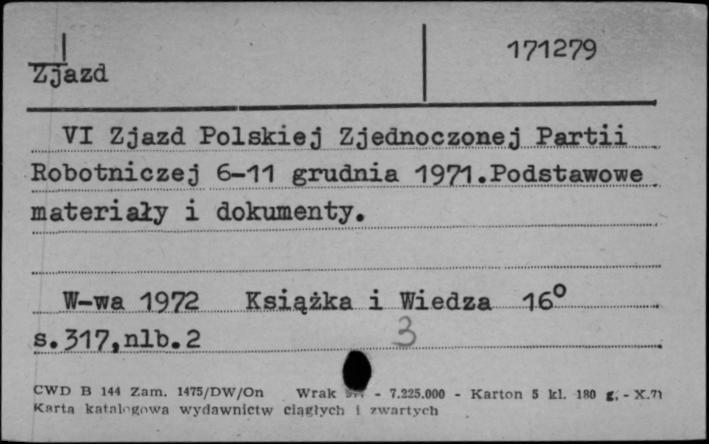 Zjazd 171279
VI Zjazd Polskiej Zjednoczonej Partii
Robotniczej 6-11 grudnia 1971.Podstawowe
materiały i dokumenty.
W-wa 1972 Książka i Wiedza 16°
s.317,nlb.2 3
CWD B 144 Zam. 1475/DW/On Wrak - 7.225.000 - Karton 5 kl. 180 g, - X.71
Karta katalogowa wydawnictw ciągłych i zwartych